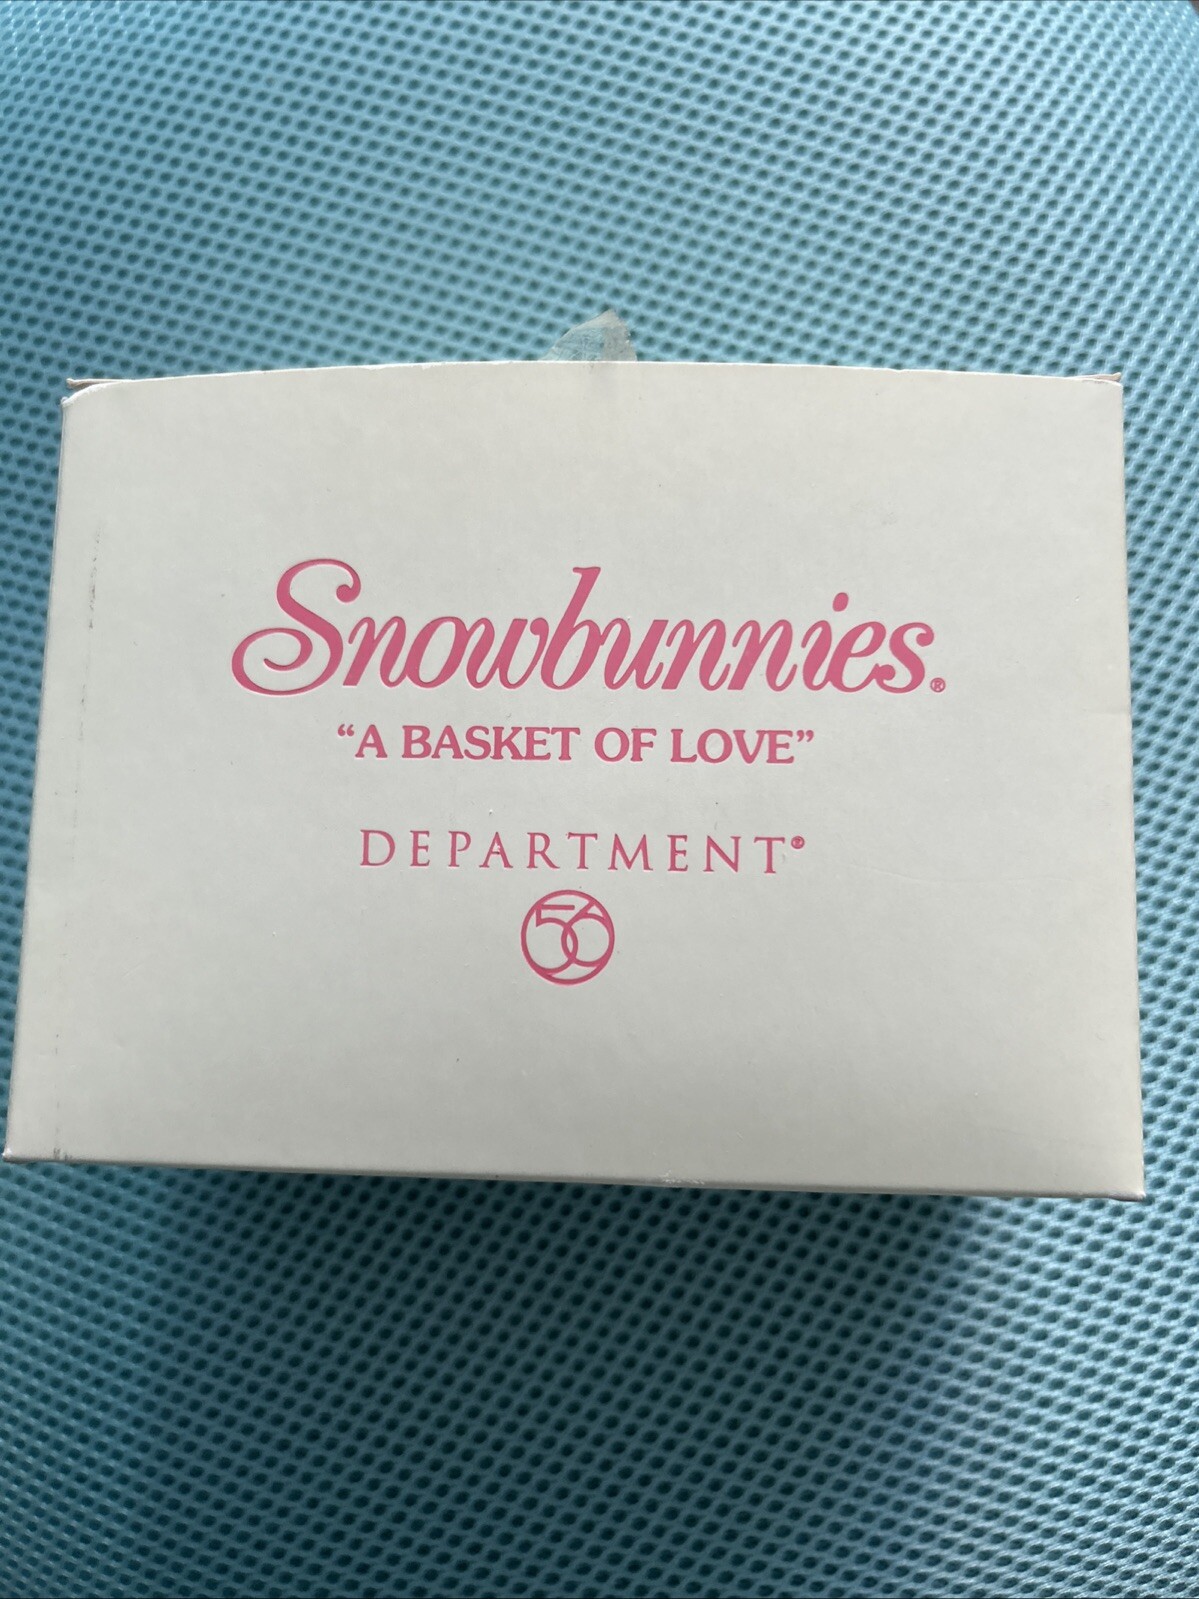 Snowbunnies®
“A BASKET OF LOVE”
DEPARTMENT®
56